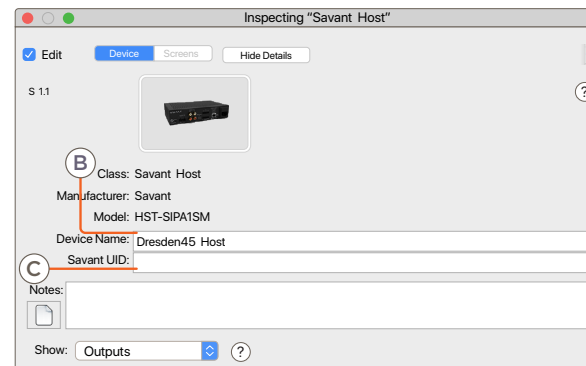 Inspecting “Savant Host”
Edit Device Screens Hide Details
S 1.1
?
B
Class: Savant Host
Manufacturer: Savant
Model: HST-SIPA1SM
Device Name: Dresden45 Host
Savant UID:
C
Notes:
Show: Outputs ?